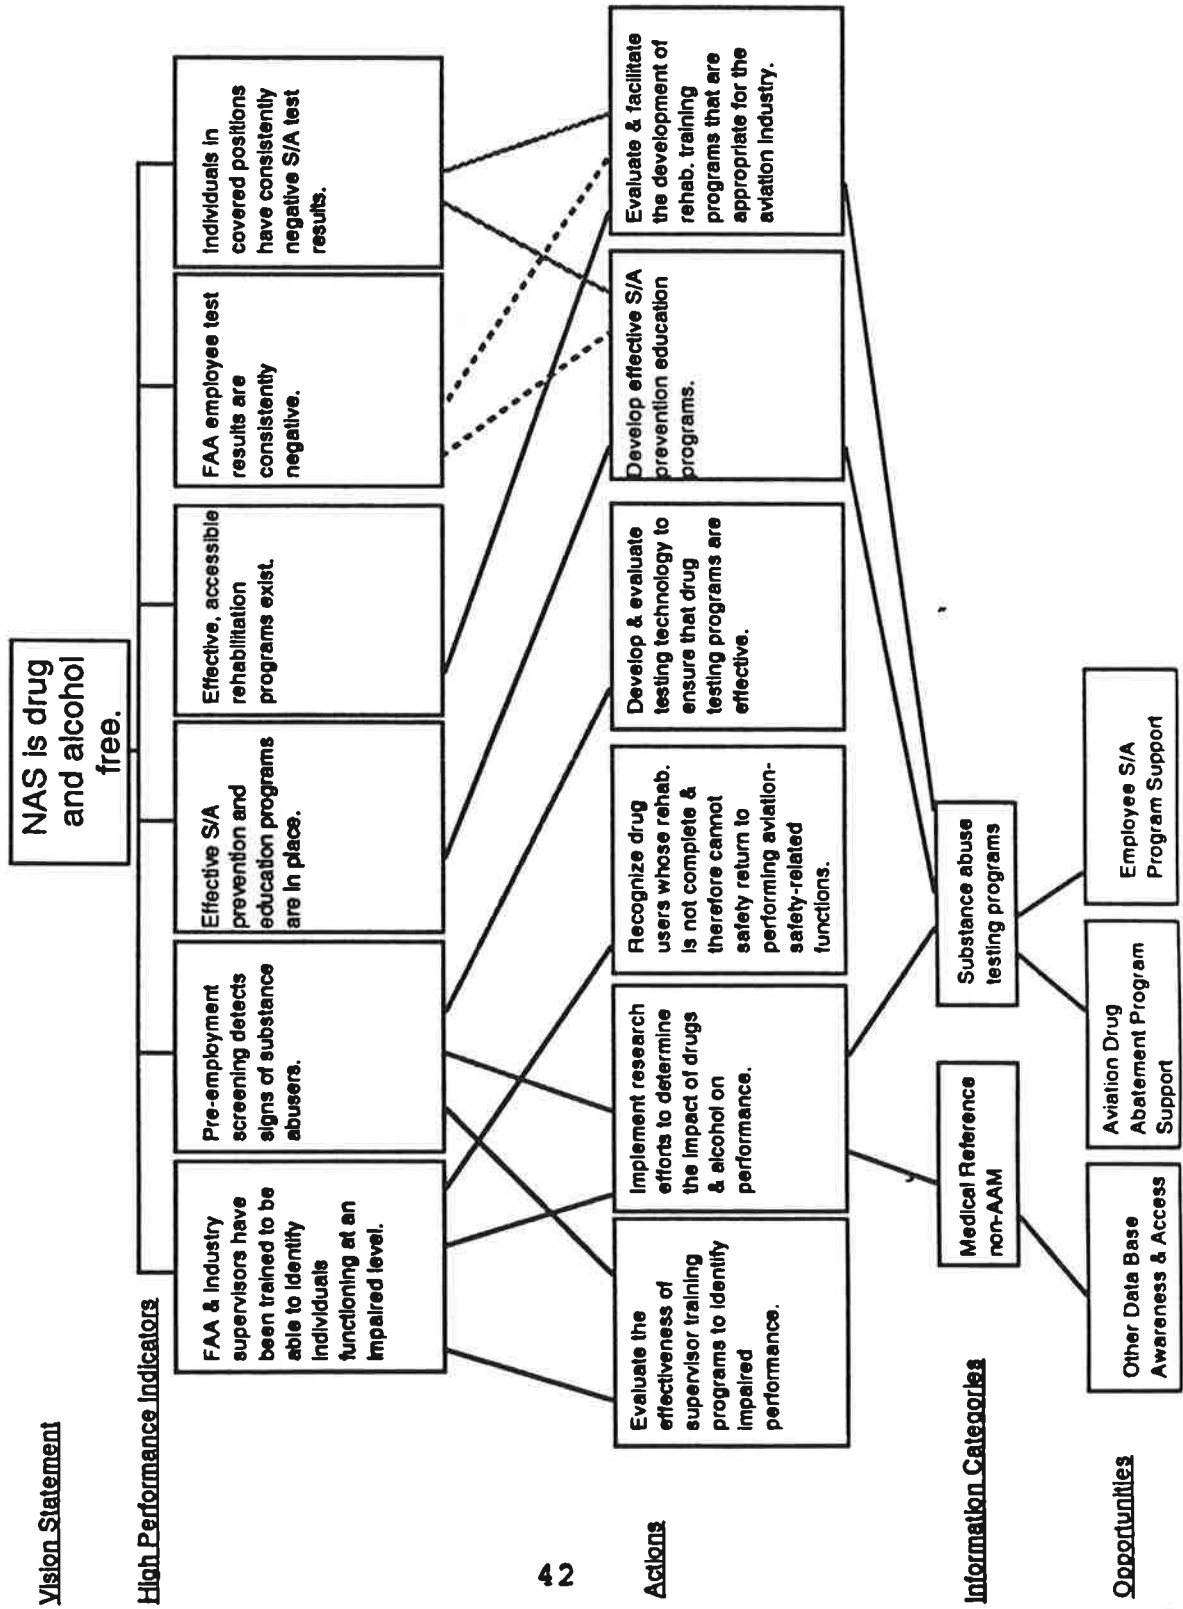 Vision Statement
NAS is drug
and alcohol
free.
High Performance Indicators
FAA & Industry
supervisors have
been trained to be
able to identify
individuals
functioning at an
impaired level.
Pre-employment
screening detects
signs of substance
abusers.
Effective S/A
prevention and
education programs
are in place.
Effective, accessible
rehabilitation
programs exist.
FAA employee test
results are
consistently
negative.
Individuals in
covered positions
have consistently
negative S/A test
results.
42
Actions
Evaluate the
effectiveness of
supervisor training
programs to identify
impaired
performance.
Implement research
efforts to determine
the impact of drugs
& alcohol on
performance.
Recognize drug
users whose rehab.
is not complete &
therefore cannot
safety return to
performing aviation-
safety-related
functions.
Develop & evaluate
testing technology to
ensure that drug
testing programs are
effective.
Develop effective S/A
prevention education
programs.
Evaluate & facilitate
the development of
rehab. training
programs that are
appropriate for the
aviation industry.
Information Categories
Medical Reference
non-AAM
Substance abuse
testing programs
Opportunities
Other Data Base
Awareness & Access
Aviation Drug
Abatement Program
Support
Employee S/A
Program Support